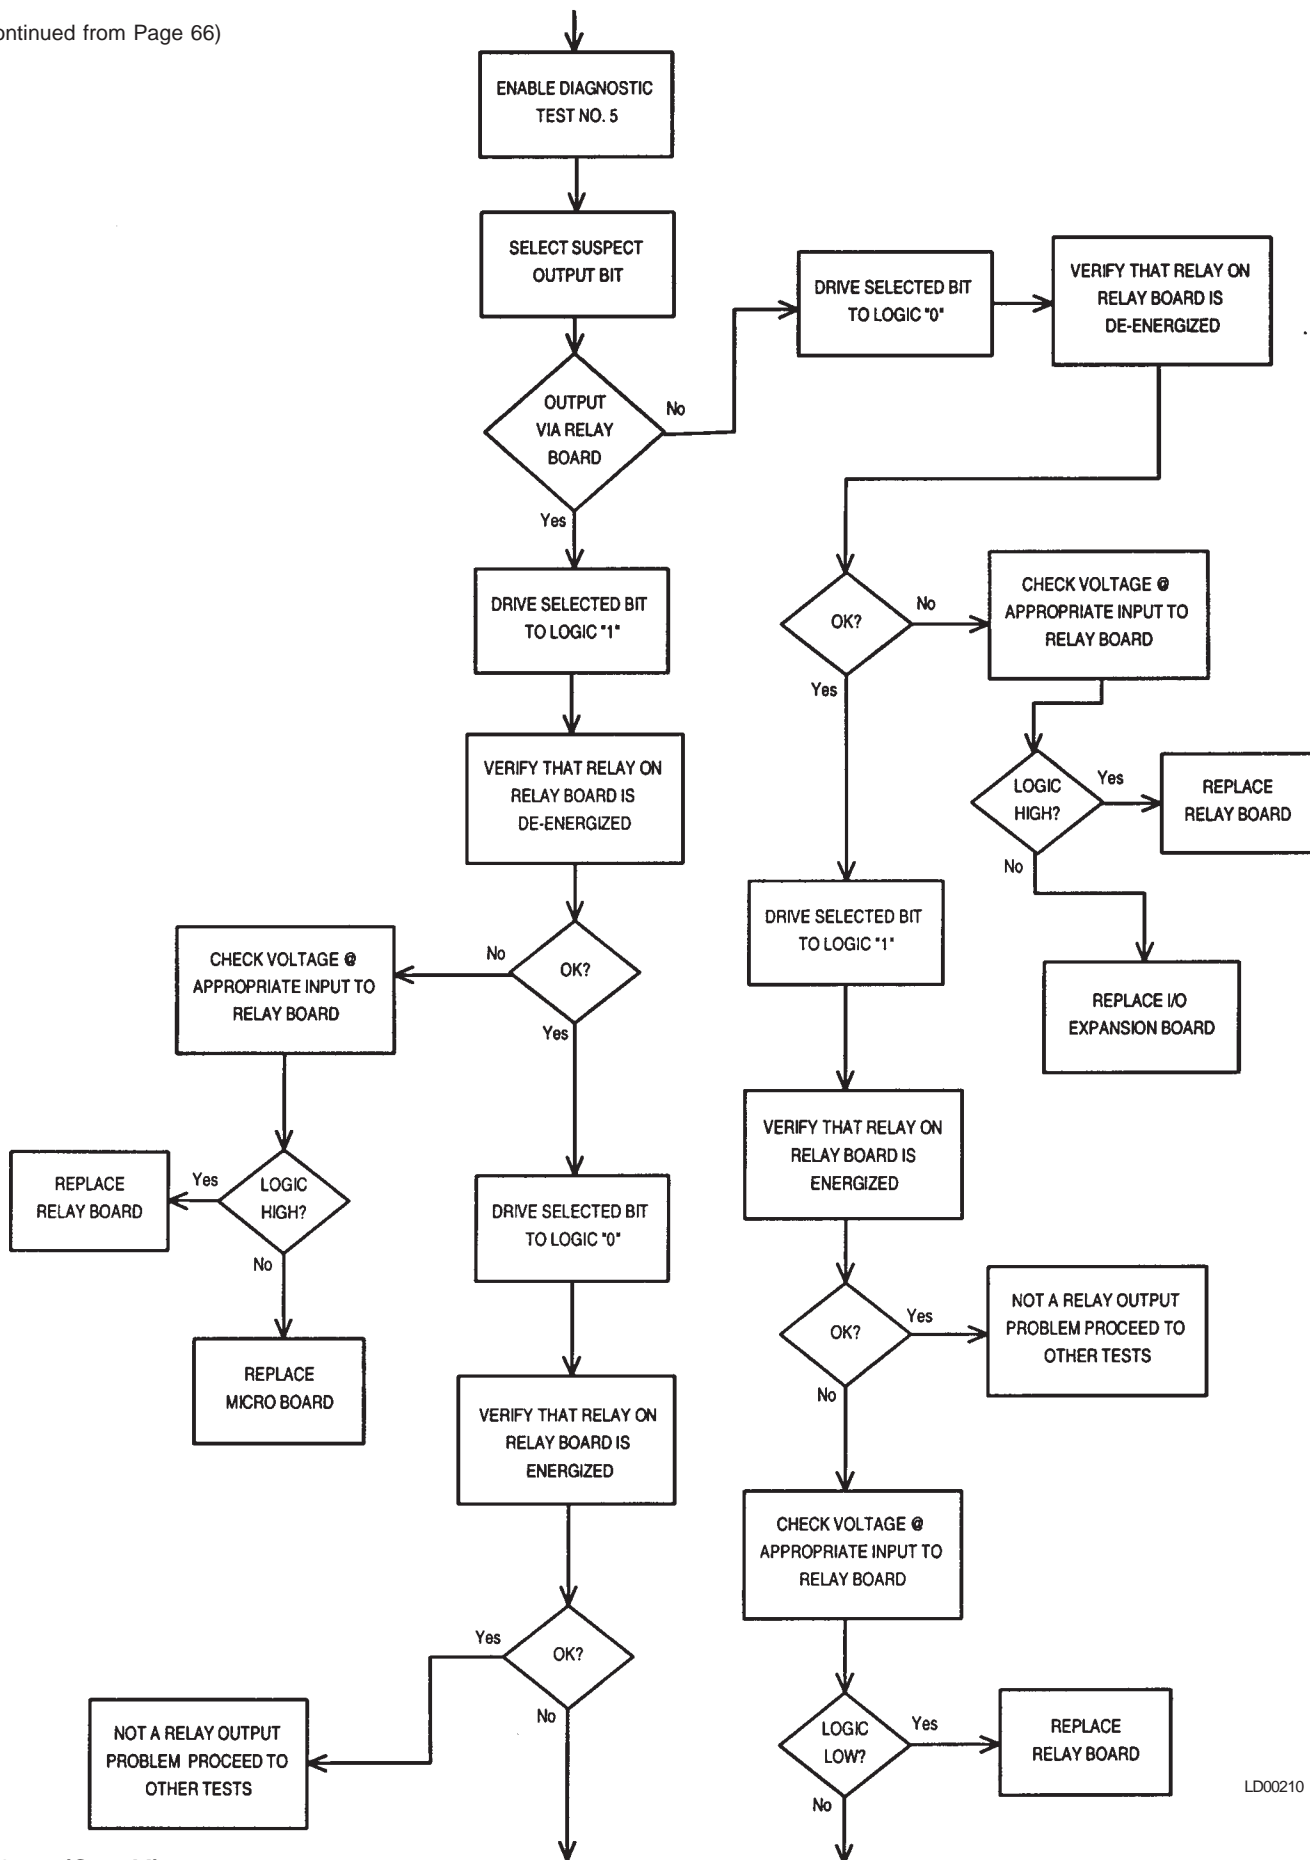 ontinued from Page 66)
ENABLE DIAGNOSTIC
TEST NO. 5
SELECT SUSPECT
OUTPUT BIT
OUTPUT
VIA RELAY
BOARD
No
Yes
DRIVE SELECTED BIT
TO LOGIC "0"
VERIFY THAT RELAY ON
RELAY BOARD IS
DE-ENERGIZED
DRIVE SELECTED BIT
TO LOGIC "1"
OK?
No
Yes
CHECK VOLTAGE @
APPROPRIATE INPUT TO
RELAY BOARD
LOGIC
HIGH?
Yes
No
REPLACE
RELAY BOARD
REPLACE I/O
EXPANSION BOARD
VERIFY THAT RELAY ON
RELAY BOARD IS
DE-ENERGIZED
OK?
No
Yes
CHECK VOLTAGE @
APPROPRIATE INPUT TO
RELAY BOARD
LOGIC
HIGH?
Yes
No
REPLACE
RELAY BOARD
REPLACE
MICRO BOARD
DRIVE SELECTED BIT
TO LOGIC "1"
VERIFY THAT RELAY ON
RELAY BOARD IS
ENERGIZED
DRIVE SELECTED BIT
TO LOGIC "0"
OK?
Yes
No
NOT A RELAY OUTPUT
PROBLEM PROCEED TO
OTHER TESTS
VERIFY THAT RELAY ON
RELAY BOARD IS
ENERGIZED
CHECK VOLTAGE @
APPROPRIATE INPUT TO
RELAY BOARD
OK?
Yes
No
NOT A RELAY OUTPUT
PROBLEM PROCEED TO
OTHER TESTS
LOGIC
LOW?
Yes
No
REPLACE
RELAY BOARD
LD00210